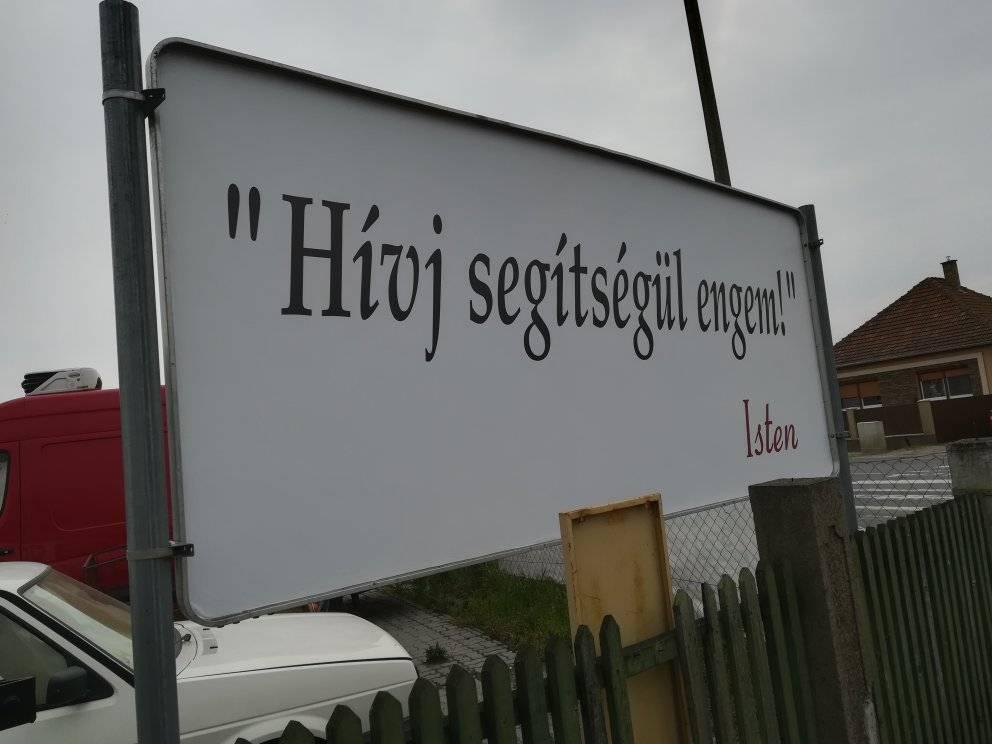 "Hívj segítségül engem!"
Isten